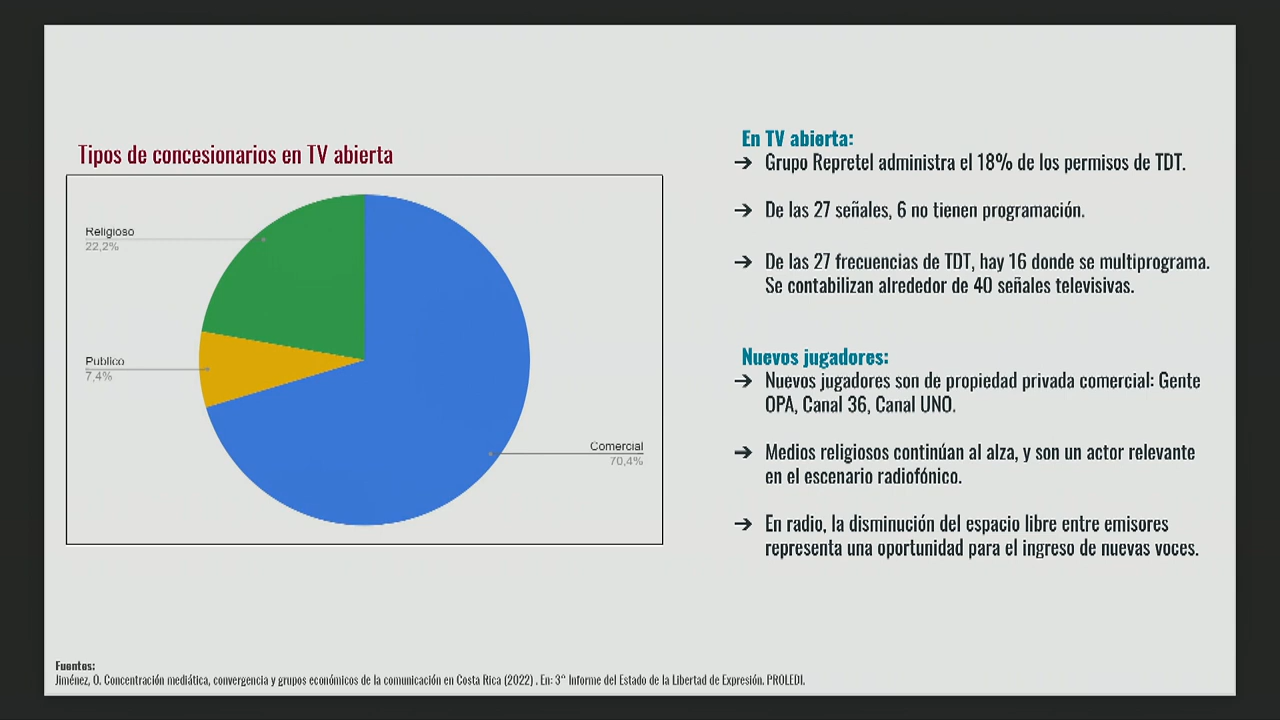 Tipos de concesionarios en TV abierta
Religioso
22,2%
Publico
7,4%
Comercial
70,4%
En TV abierta:
➔ Grupo Repretel administra el 18% de los permisos de TDT.
➔ De las 27 señales, 6 no tienen programación.
➔ De las 27 frecuencias de TDT, hay 16 donde se multiprograma.
Se contabilizan alrededor de 40 señales televisivas.
Nuevos jugadores:
➔ Nuevos jugadores son de propiedad privada comercial: Gente
OPA, Canal 36, Canal UNO.
➔ Medios religiosos continúan al alza, y son un actor relevante
en el escenario radiofónico.
➔ En radio, la disminución del espacio libre entre emisores
representa una oportunidad para el ingreso de nuevas voces.
Fuentes:
Jiménez, O. Concentración mediática, convergencia y grupos económicos de la comunicación en Costa Rica (2022) . En: 3° Informe del Estado de la Libertad de Expresión. PROLEDI.